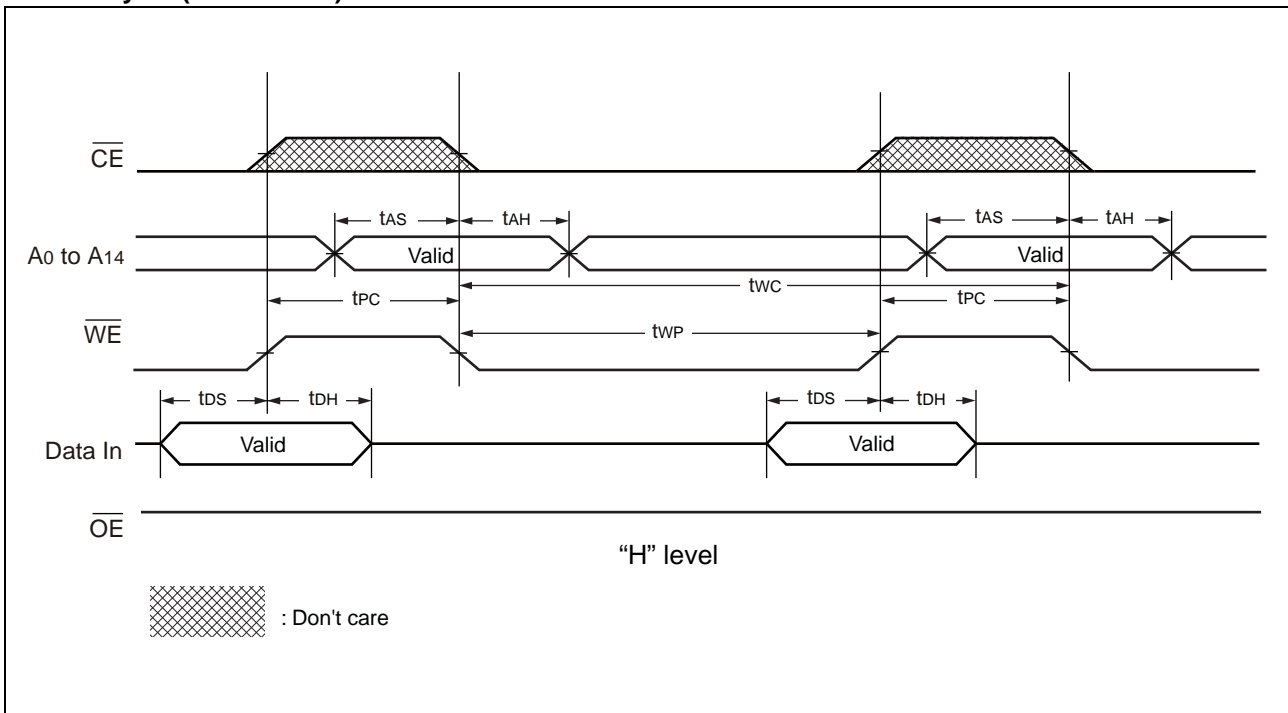 CE
tAS tAH tAS tAH
A0 to A14 Valid Valid
tWC
tPC tPC
WE tWP
tDS tDH tDS tDH
Data In Valid Valid
OE
“H” level
: Don't care